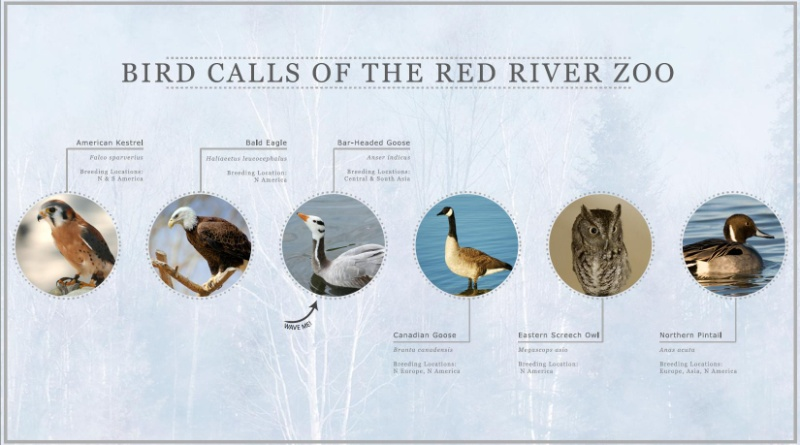 BIRD CALLS OF THE RED RIVER ZOO
American Kestrel
Falco sparverius
Breeding Locations:
N & S America
Bald Eagle
Haliaeetus leucocephalus
Breeding Locations:
N America
Bar-Headed Goose
Anser indicus
Breeding Locations:
Central & South Asia
WAVE ME!
Canadian Goose
Branta canadensis
Breeding Locations:
N Europe, N America
Eastern Screech Owl
Megascops asio
Breeding Location:
N America
Northern Pintail
Anas acuta
Breeding Locations:
Europe, Asia, N America